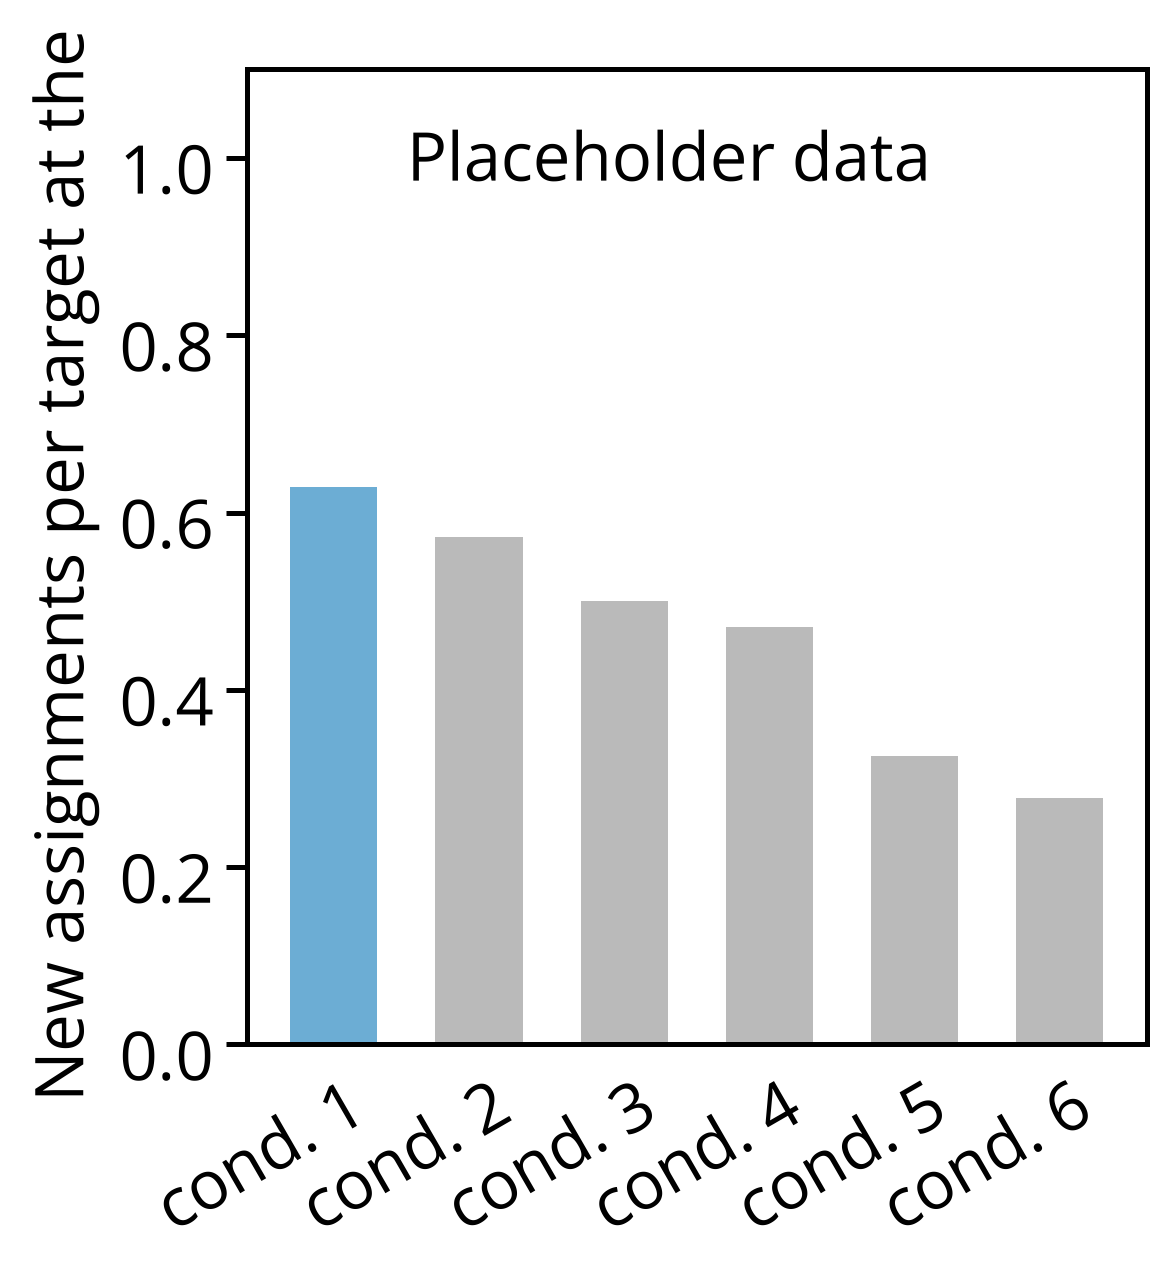 New assignments per target at the
Placeholder data
1.0
0.8
0.6
0.4
0.2
0.0
cond. 1
cond. 2
cond. 3
cond. 4
cond. 5
cond. 6